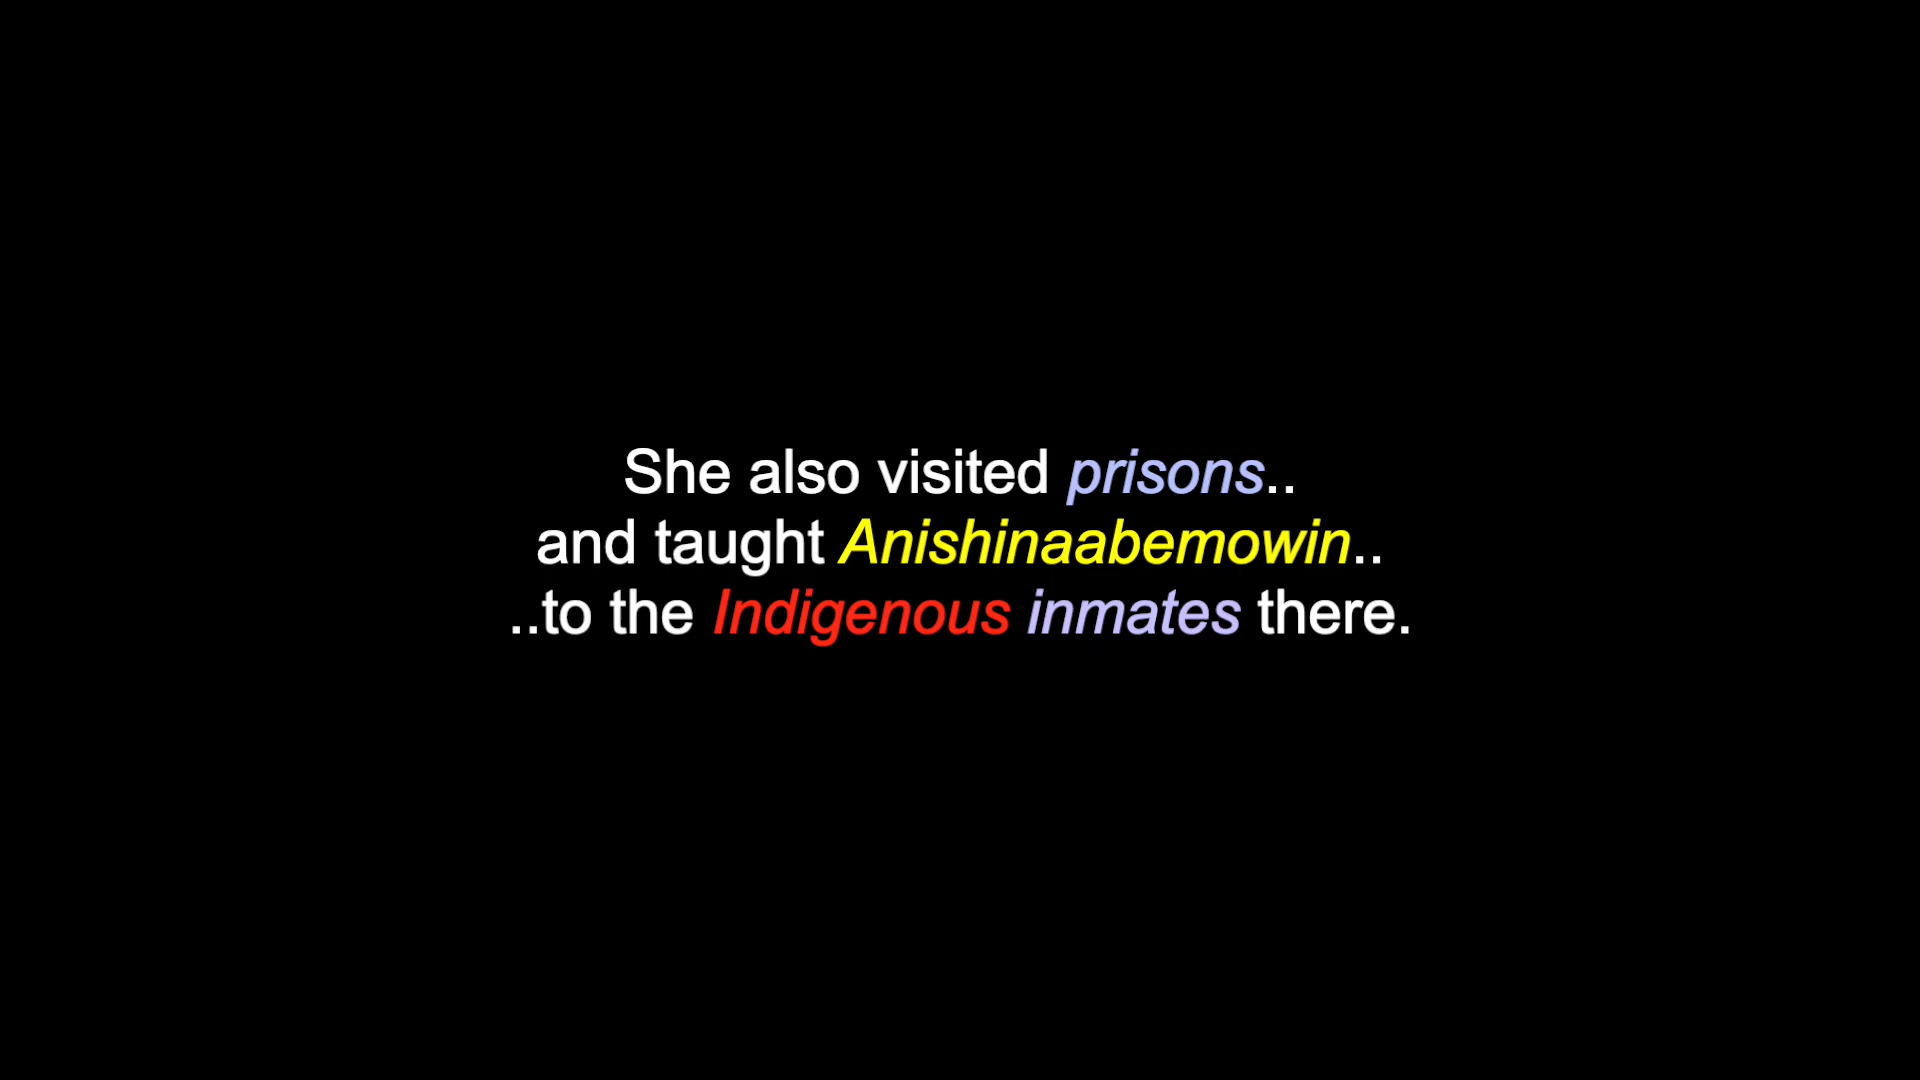 She also visited prisons..
and taught Anishinaabemowin..
..to the Indigenous inmates there.